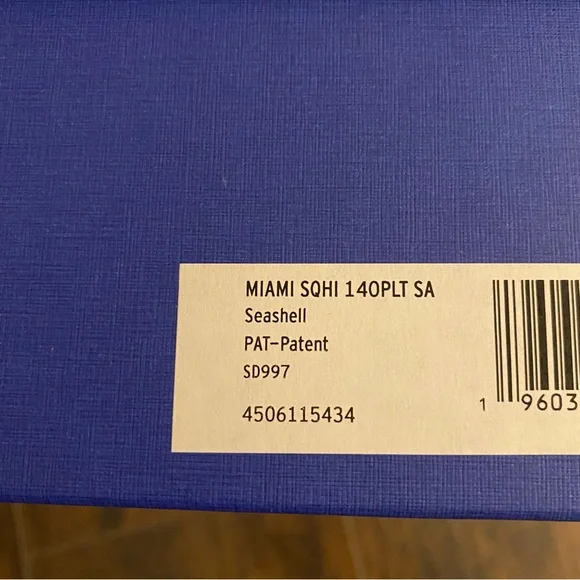 MIAMI SQHI 140PLT SA
Seashell
PAT-Patent
SD997
4506115434
1 9603